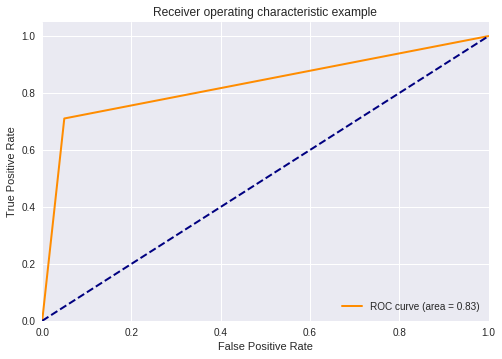 Receiver operating characteristic example
1.0
0.8
0.6
0.4
0.2
0.0
True Positive Rate
ROC curve (area = 0.83)
0.0 0.2 0.4 0.6 0.8 1.0
False Positive Rate